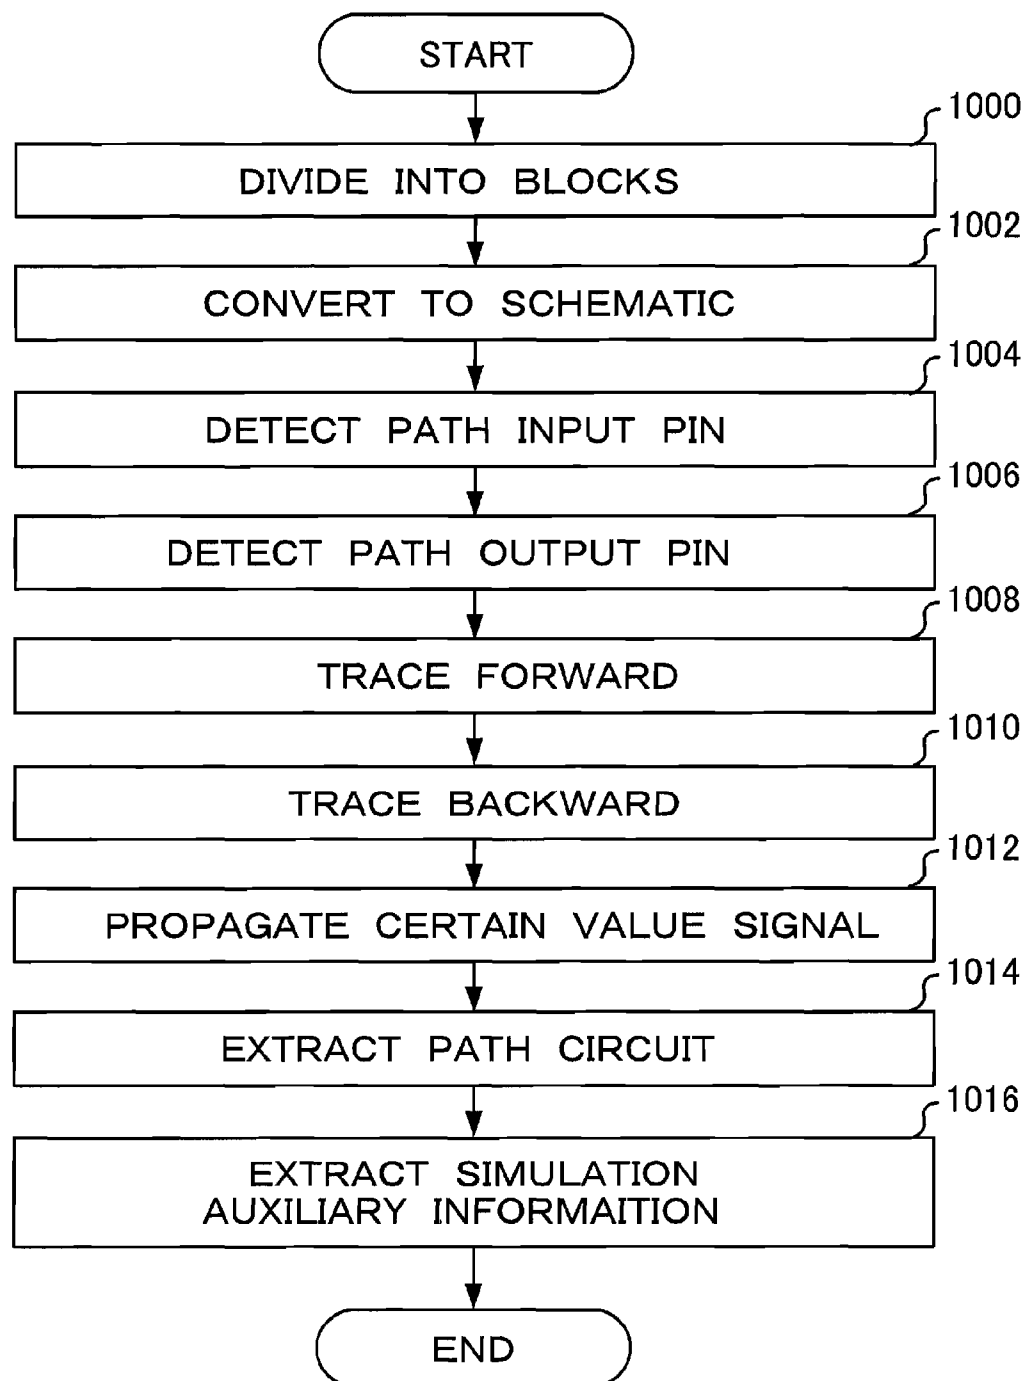 START
1000
DIVIDE INTO BLOCKS
1002
CONVERT TO SCHEMATIC
1004
DETECT PATH INPUT PIN
1006
DETECT PATH OUTPUT PIN
1008
TRACE FORWARD
1010
TRACE BACKWARD
1012
PROPAGATE CERTAIN VALUE SIGNAL
1014
EXTRACT PATH CIRCUIT
1016
EXTRACT SIMULATION
AUXILIARY INFORMAITION
END